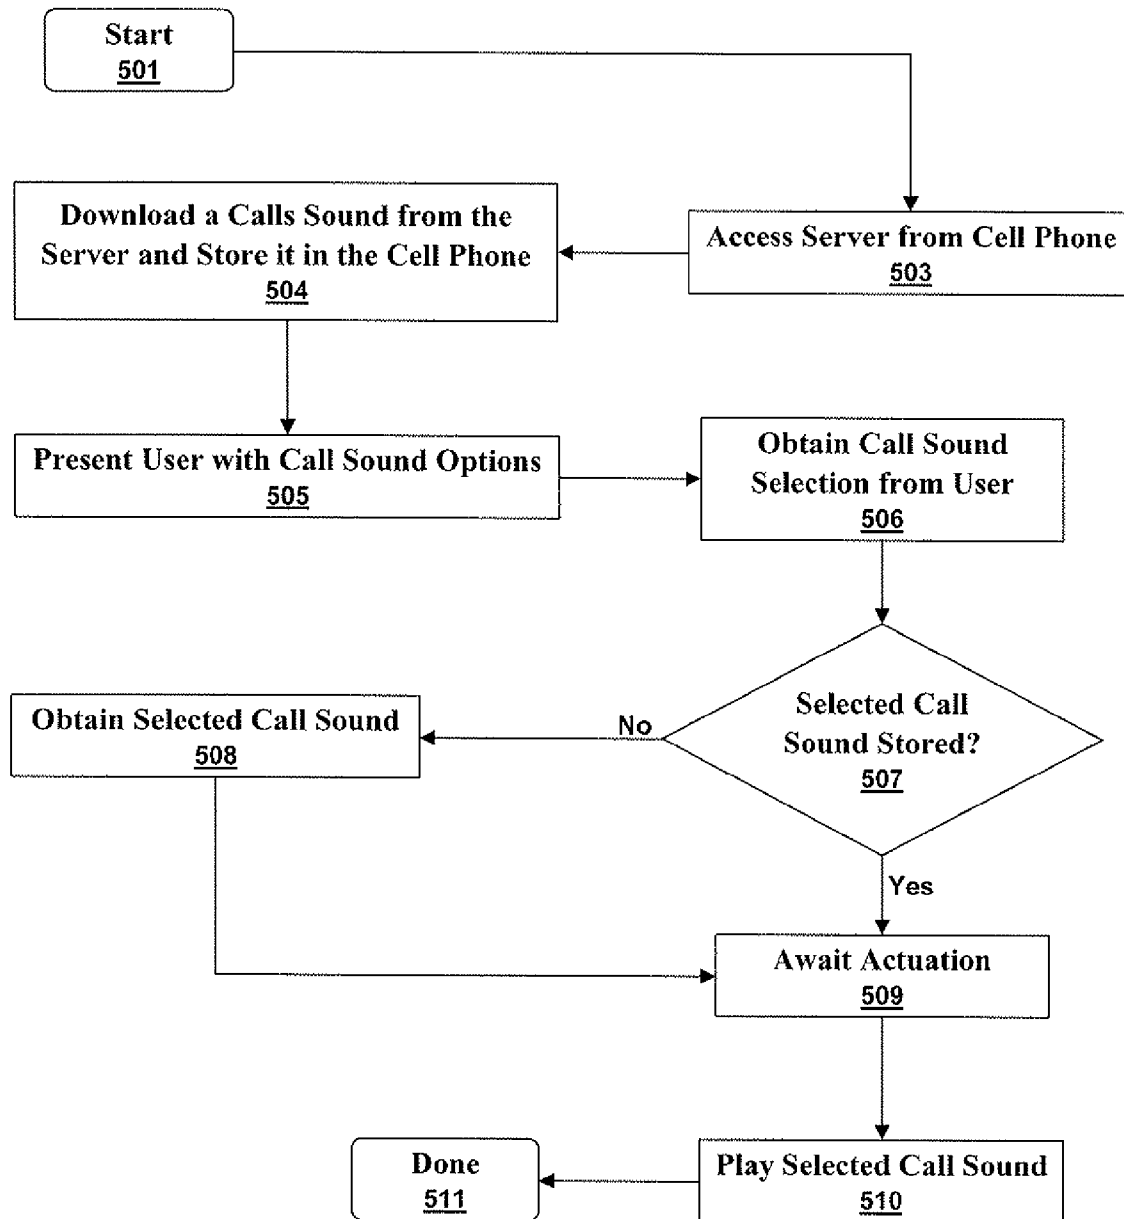 Start
501
Access Server from Cell Phone
503
Download a Calls Sound from the
Server and Store it in the Cell Phone
504
Present User with Call Sound Options
505
Obtain Call Sound
Selection from User
506
Selected Call
Sound Stored?
507
No
Obtain Selected Call Sound
508
Yes
Await Actuation
509
Play Selected Call Sound
510
Done
511